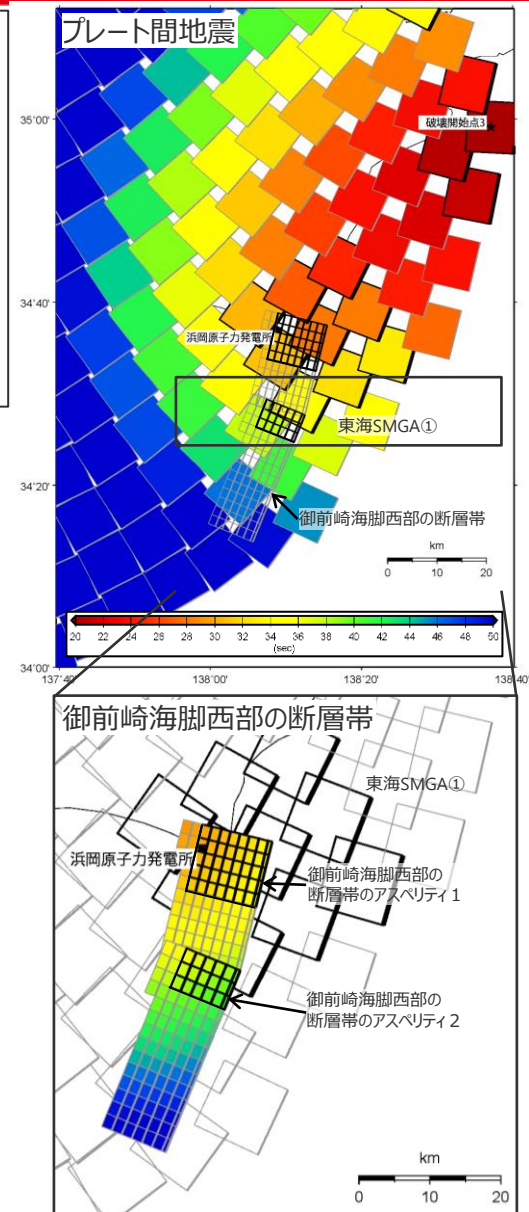 プレート間地震
35°00'
破壊開始点3
34°40'
浜岡原子力発電所
東海SMGA①
34°20'
御前崎海脚西部の断層帯
km
0 10 20
20 22 24 26 28 30 32 34 36 38 40 42 44 46 48 50
(sec)
34°00'
137°40' 138°00' 138°20' 138°40'
御前崎海脚西部の断層帯
東海SMGA①
浜岡原子力発電所
御前崎海脚西部の
断層帯のアスペリティ1
御前崎海脚西部の
断層帯のアスペリティ2
km
0 10 20